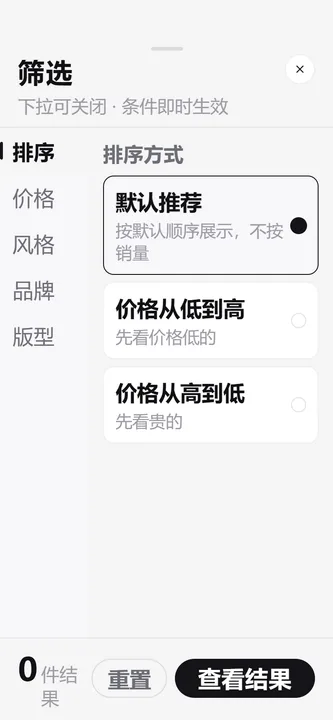 筛选
×
下拉可关闭 · 条件即时生效
排序
价格
风格
品牌
版型
排序方式
默认推荐
按默认顺序展示，不按
销量
价格从低到高
先看价格低的
价格从高到低
先看贵的
0 件结
果
重置
查看结果